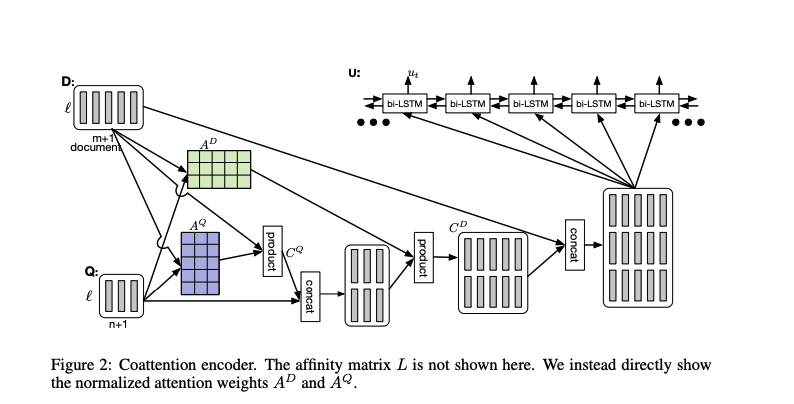 D:
ℓ
m+1
document
A^D
A^Q
Q:
ℓ
n+1
product
C^Q
concat
product
C^D
concat
U:
u_t
bi-LSTM bi-LSTM bi-LSTM bi-LSTM bi-LSTM
Figure 2: Coattention encoder. The affinity matrix L is not shown here. We instead directly show
the normalized attention weights A^D and A^Q.